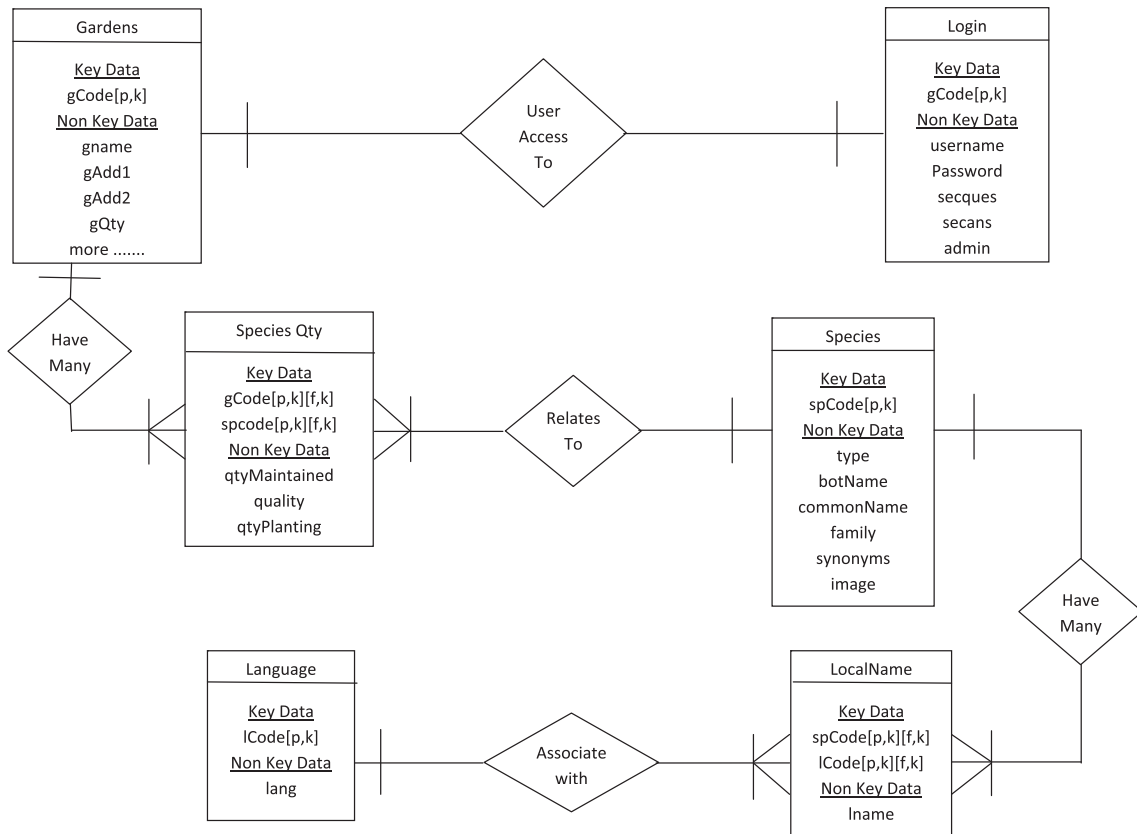 Gardens
Key Data
gCode[p,k]
Non Key Data
gname
gAdd1
gAdd2
gQty
more .......
User
Access
To
Login
Key Data
gCode[p,k]
Non Key Data
username
Password
secques
secans
admin
Have
Many
Species Qty
Key Data
gCode[p,k][f,k]
spcode[p,k][f,k]
Non Key Data
qtyMaintained
quality
qtyPlanting
Relates
To
Species
Key Data
spCode[p,k]
Non Key Data
type
botName
commonName
family
synonyms
image
Have
Many
Language
Key Data
lCode[p,k]
Non Key Data
lang
Associate
with
LocalName
Key Data
spCode[p,k][f,k]
lCode[p,k][f,k]
Non Key Data
lname